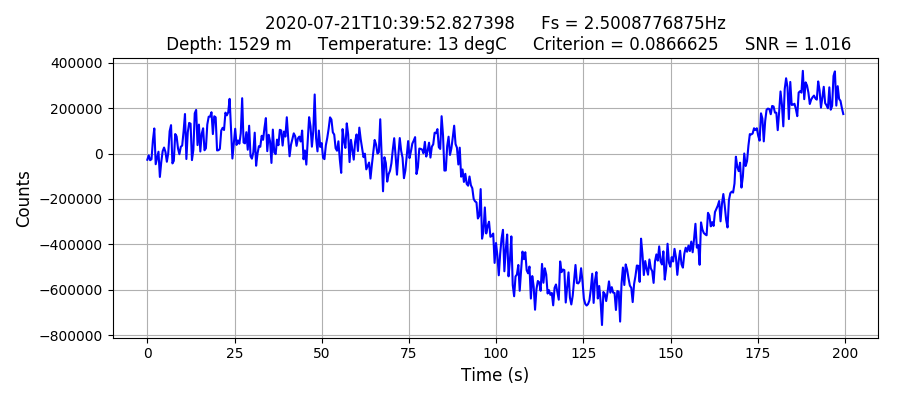 2020-07-21T10:39:52.827398 Fs = 2.5008776875Hz
Depth: 1529 m Temperature: 13 degC Criterion = 0.0866625 SNR = 1.016
400000
200000
0
−200000
−400000
−600000
−800000
Counts
0 25 50 75 100 125 150 175 200
Time (s)